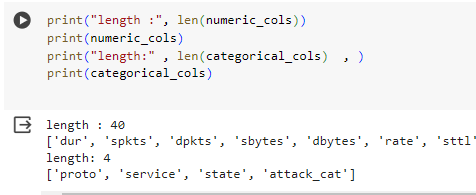 print("length :", len(numeric_cols))
print(numeric_cols)
print("length:" , len(categorical_cols)  , )
print(categorical_cols)
length : 40
['dur', 'spkts', 'dpkts', 'sbytes', 'dbytes', 'rate', 'sttl'
length: 4
['proto', 'service', 'state', 'attack_cat']